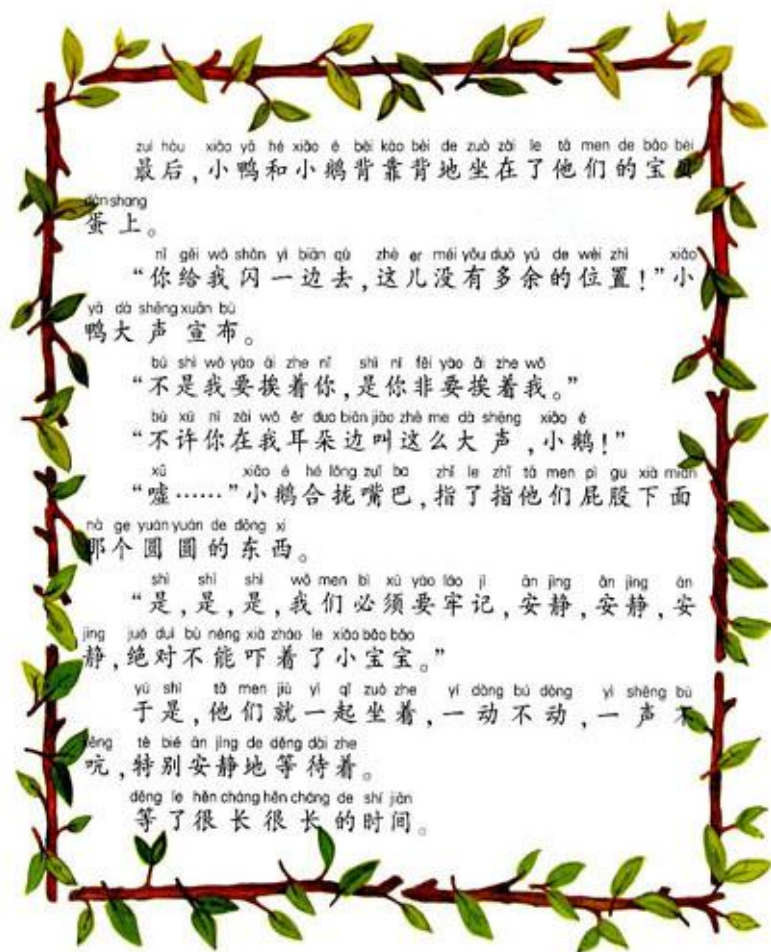 zuì hòu xiǎo yā hé xiǎo é bèi kào bèi de zuò zài le tā men de bǎo bèi
最后,小鸭和小鹅背靠背地坐在了他们的宝贝
dàn shang
蛋上。
nǐ gěi wǒ shǎn yì biān qù zhè er méi yǒu duō yú de wèi zhì xiǎo
“你给我闪一边去,这儿没有多余的位置!”小
yā dà shēng xuān bù
鸭大声宣布。
bú shì wǒ yào āi zhe nǐ shì nǐ fēi yào āi zhe wǒ
“不是我要挨着你,是你非要挨着我。”
bù xǔ nǐ zài wǒ ěr duo biān jiào zhè me dà shēng xiǎo é
“不许你在我耳朵边叫这么大声,小鹅!”
xū xiǎo é hé lǒng zuǐ ba zhǐ le zhǐ tā men pì gu xià miàn
“嘘……”小鹅合拢嘴巴,指了指他们屁股下面
nà ge yuán yuán de dōng xi
那个圆圆的东西。
shì shì shì wǒ men bì xū yào láo jì ān jìng ān jìng ān
“是,是,是,我们必须要牢记,安静,安静,安
jìng jué duì bù néng xià zháo le xiǎo bǎo bǎo
静,绝对不能吓着了小宝宝。”
yú shì tā men jiù yì qǐ zuò zhe yí dòng bú dòng yì shēng bù
于是,他们就一起坐着,一动不动,一声不
kēng tè bié ān jìng de děng dài zhe
吭,特别安静地等待着。
děng le hěn cháng hěn cháng de shí jiān
等了很长很长的时间。